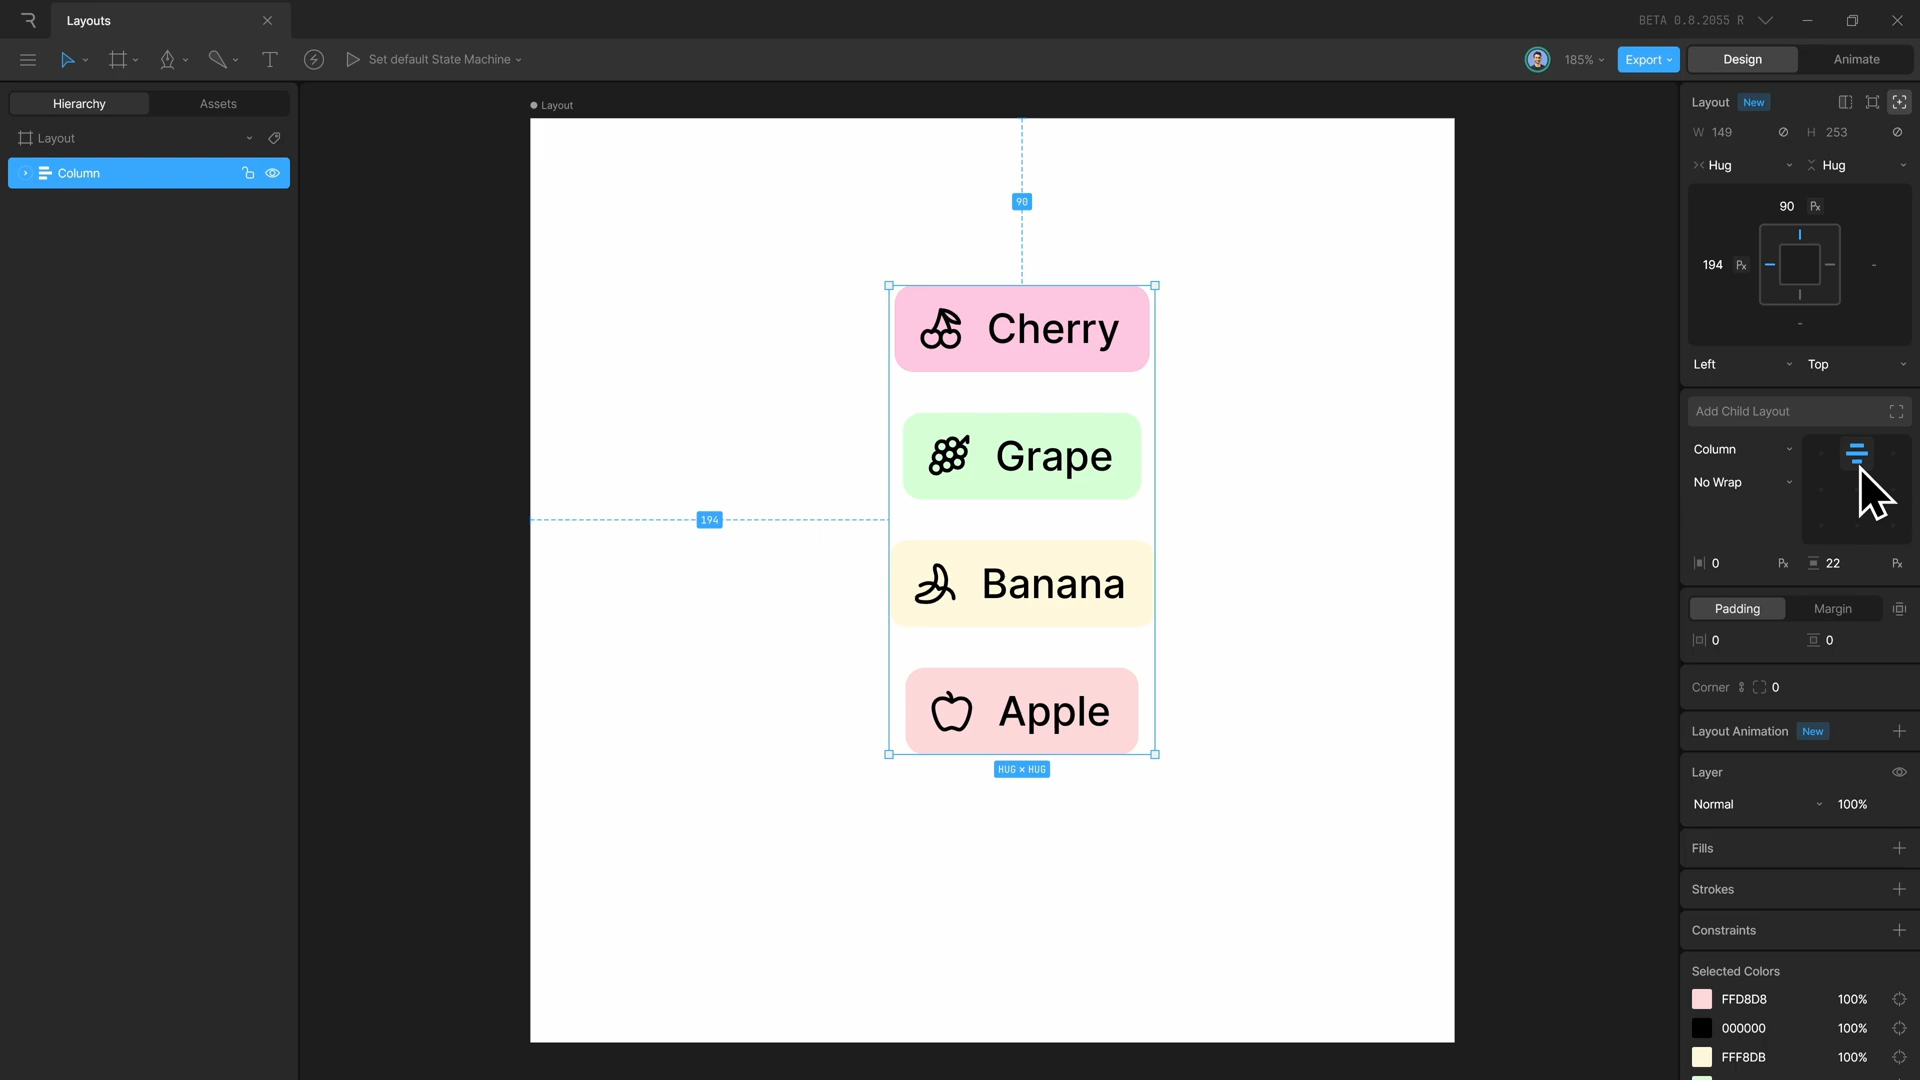 Layouts
BETA 0.8.2055 R
Set default State Machine
185%
Export
Design
Animate
Hierarchy
Assets
Layout
Column
Layout
90
194
Cherry
Grape
Banana
Apple
HUG × HUG
Layout New
W 149 H 253
Hug Hug
90 Px
194 Px -
-
Left Top
Add Child Layout
Column
No Wrap
0 Px 22 Px
Padding Margin
0 0
Corner 0
Layout Animation New
Layer
Normal 100%
Fills
Strokes
Constraints
Selected Colors
FFD8D8 100%
000000 100%
FFF8DB 100%